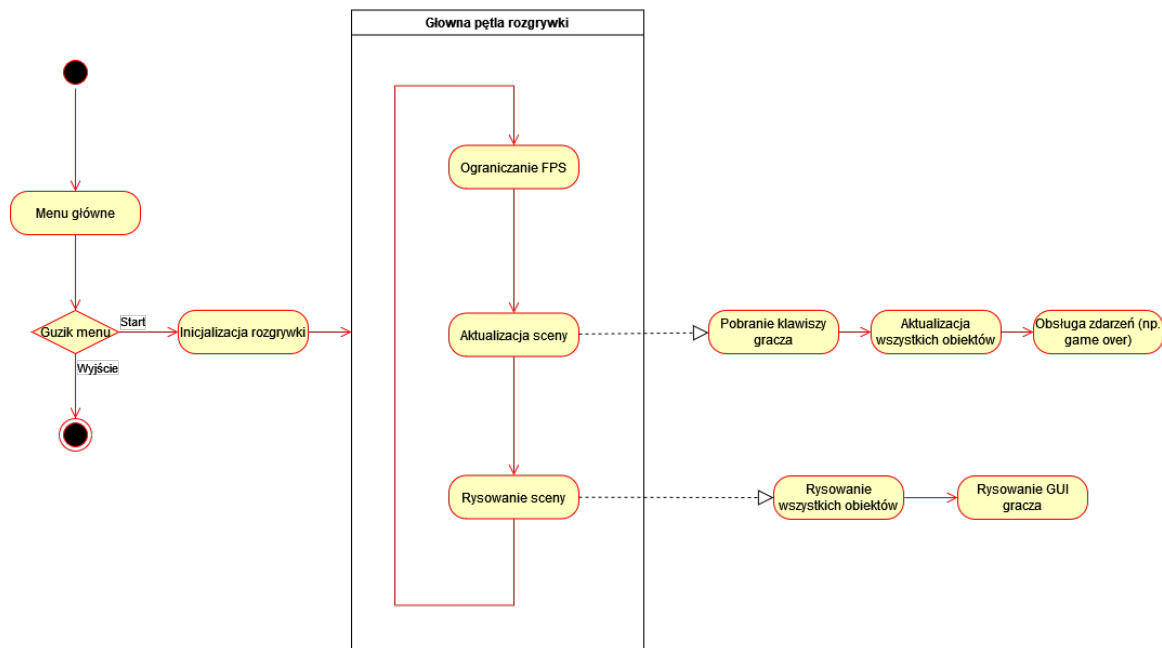 Głowna pętla rozgrywki
Menu główne
Guzik menu
Start
Wyjście
Inicjalizacja rozgrywki
Ograniczanie FPS
Aktualizacja sceny
Pobranie klawiszy
gracza
Aktualizacja
wszystkich obiektów
Obsługa zdarzeń (np.
game over)
Rysowanie sceny
Rysowanie
wszystkich obiektów
Rysowanie GUI
gracza